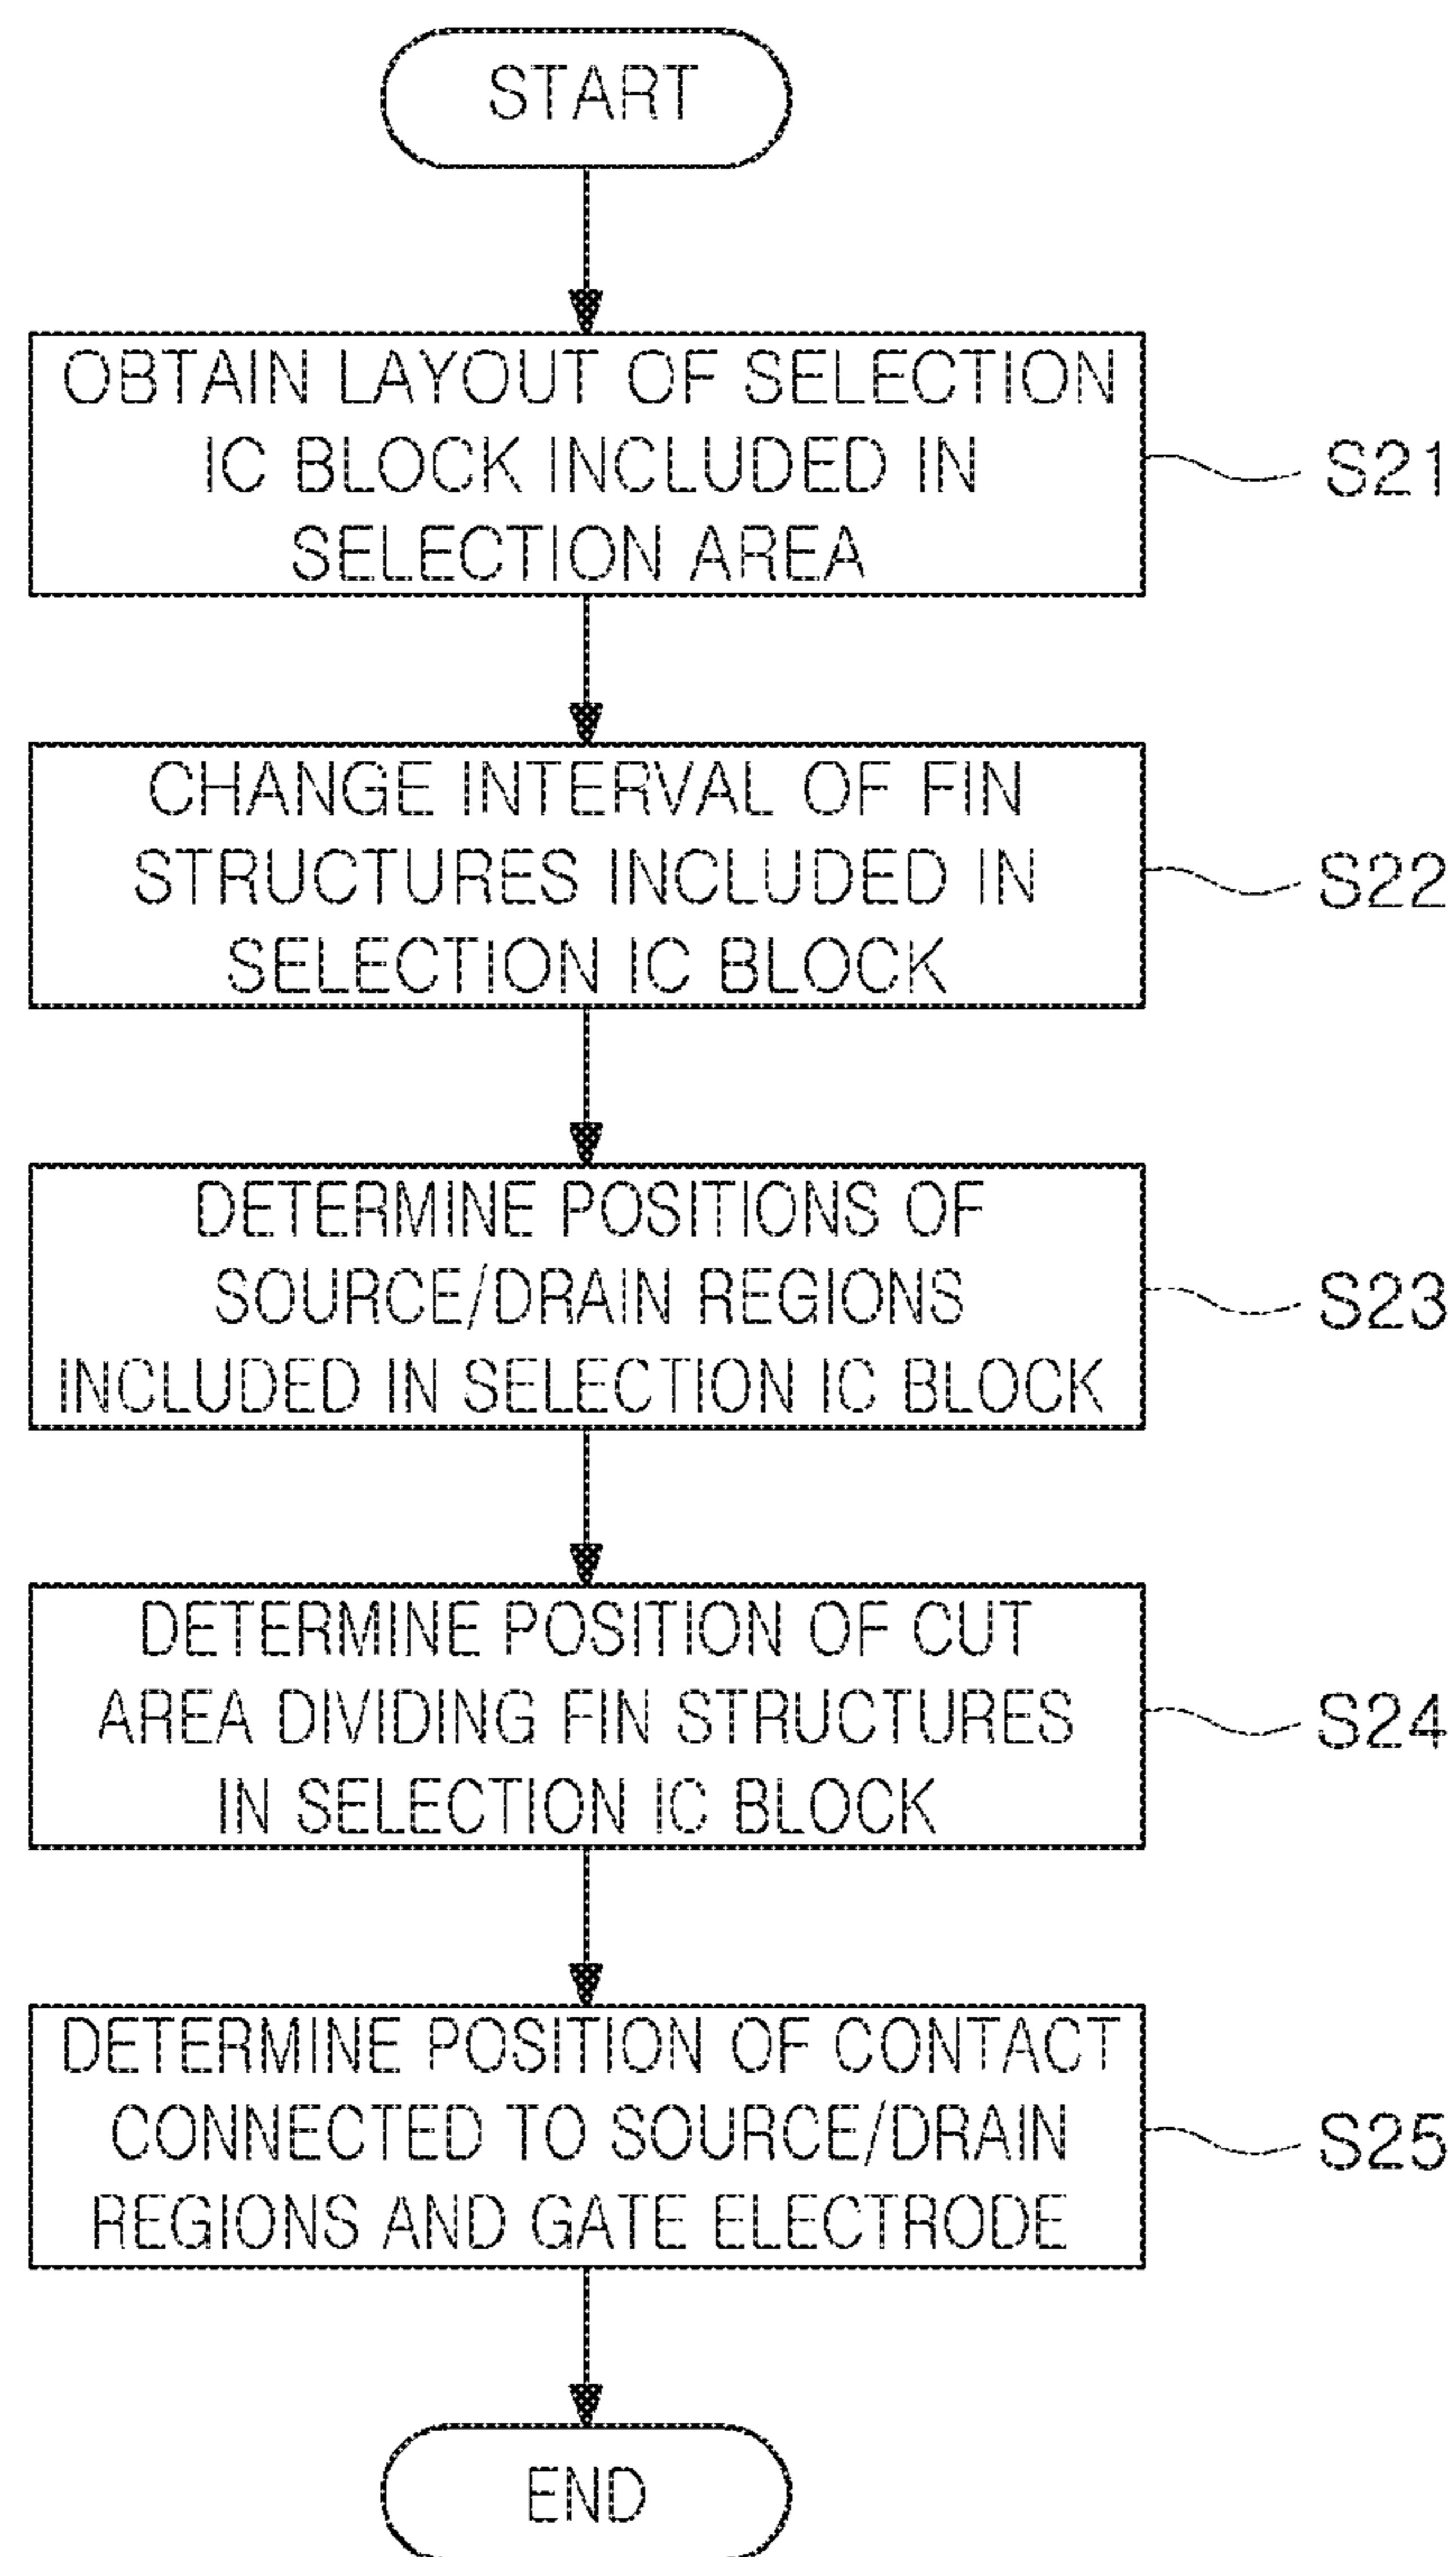 START
OBTAIN LAYOUT OF SELECTION
IC BLOCK INCLUDED IN
SELECTION AREA
S21
CHANGE INTERVAL OF FIN
STRUCTURES INCLUDED IN
SELECTION IC BLOCK
S22
DETERMINE POSITIONS OF
SOURCE/DRAIN REGIONS
INCLUDED IN SELECTION IC BLOCK
S23
DETERMINE POSITION OF CUT
AREA DIVIDING FIN STRUCTURES
IN SELECTION IC BLOCK
S24
DETERMINE POSITION OF CONTACT
CONNECTED TO SOURCE/DRAIN
REGIONS AND GATE ELECTRODE
S25
END